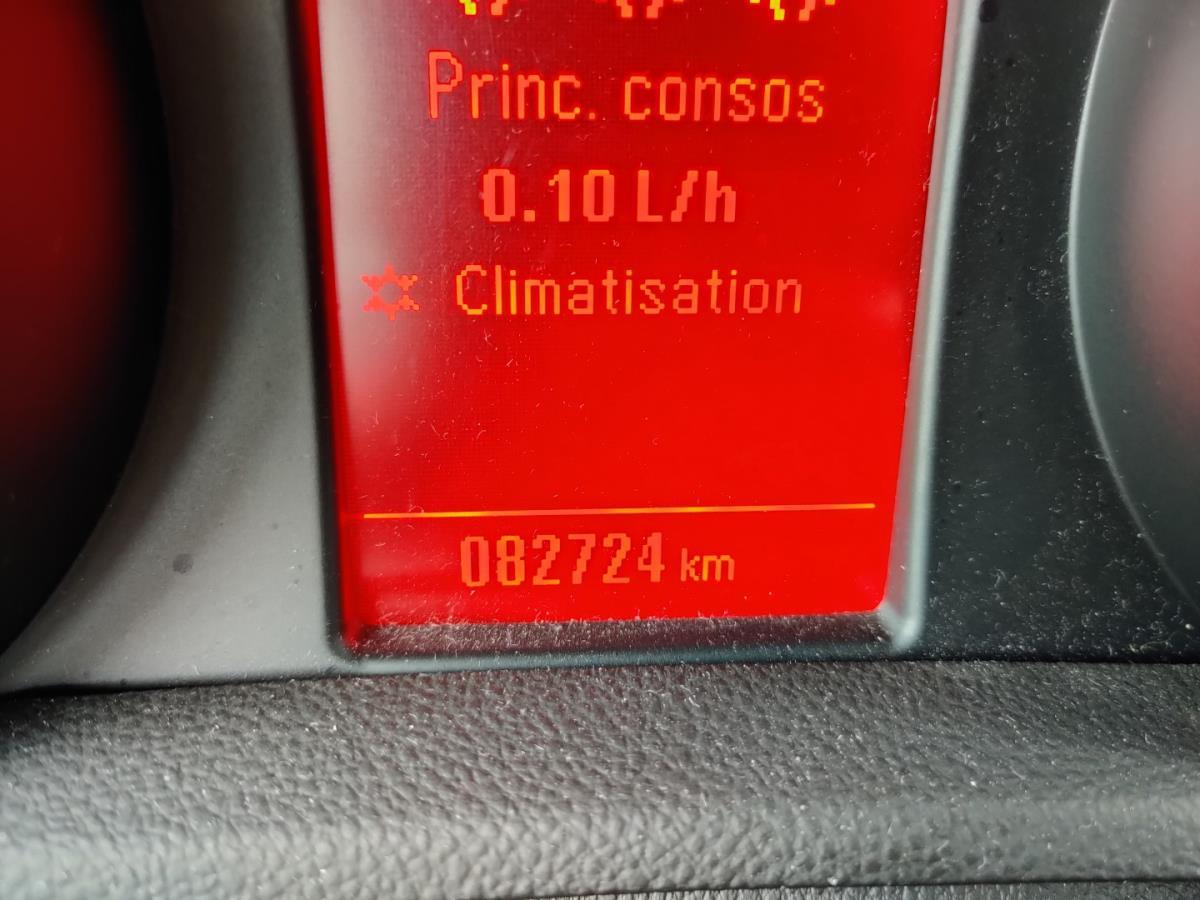 Princ. consos
0.10 L/h
Climatisation
082724 km